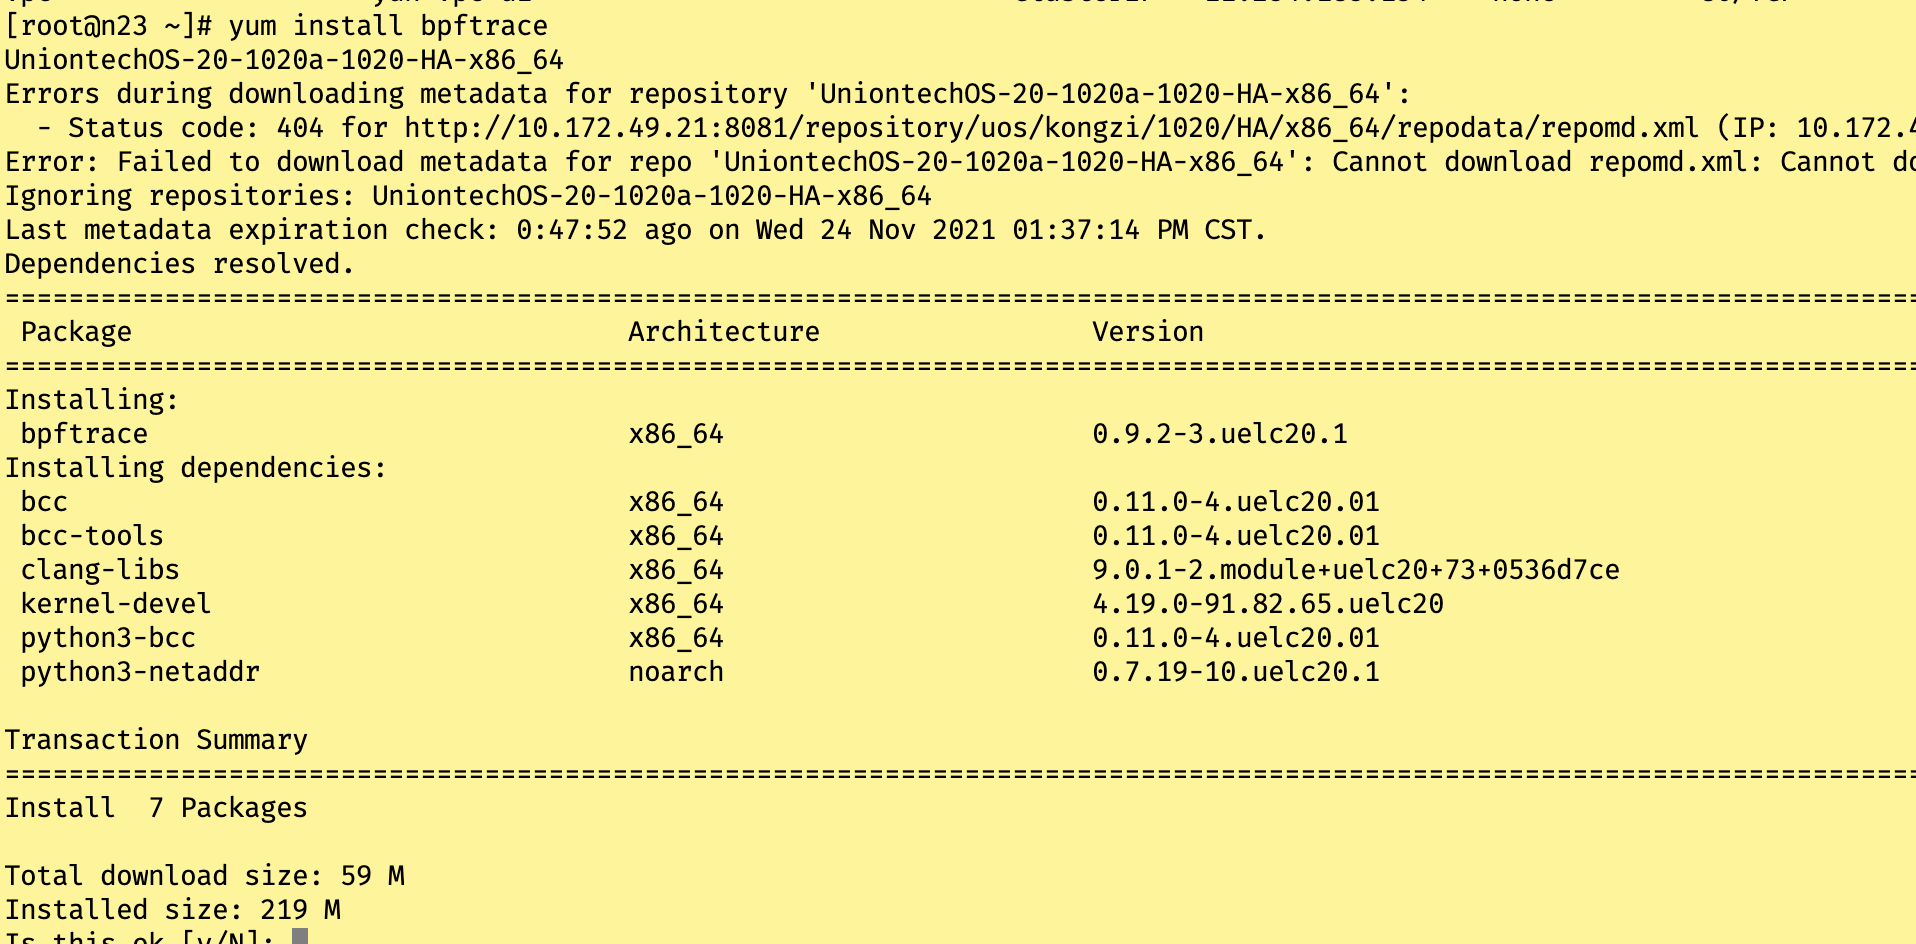 [root@n23 ~]# yum install bpftrace
UniontechOS-20-1020a-1020-HA-x86_64
Errors during downloading metadata for repository 'UniontechOS-20-1020a-1020-HA-x86_64':
  - Status code: 404 for http://10.172.49.21:8081/repository/uos/kongzi/1020/HA/x86_64/repodata/repomd.xml (IP: 10.172.4
Error: Failed to download metadata for repo 'UniontechOS-20-1020a-1020-HA-x86_64': Cannot download repomd.xml: Cannot do
Ignoring repositories: UniontechOS-20-1020a-1020-HA-x86_64
Last metadata expiration check: 0:47:52 ago on Wed 24 Nov 2021 01:37:14 PM CST.
Dependencies resolved.
========================================================================================================================
 Package                               Architecture                 Version
========================================================================================================================
Installing:
 bpftrace                              x86_64                       0.9.2-3.uelc20.1
Installing dependencies:
 bcc                                   x86_64                       0.11.0-4.uelc20.01
 bcc-tools                             x86_64                       0.11.0-4.uelc20.01
 clang-libs                            x86_64                       9.0.1-2.module+uelc20+73+0536d7ce
 kernel-devel                          x86_64                       4.19.0-91.82.65.uelc20
 python3-bcc                           x86_64                       0.11.0-4.uelc20.01
 python3-netaddr                       noarch                       0.7.19-10.uelc20.1

Transaction Summary
========================================================================================================================
Install  7 Packages

Total download size: 59 M
Installed size: 219 M
Is this ok [y/N]: